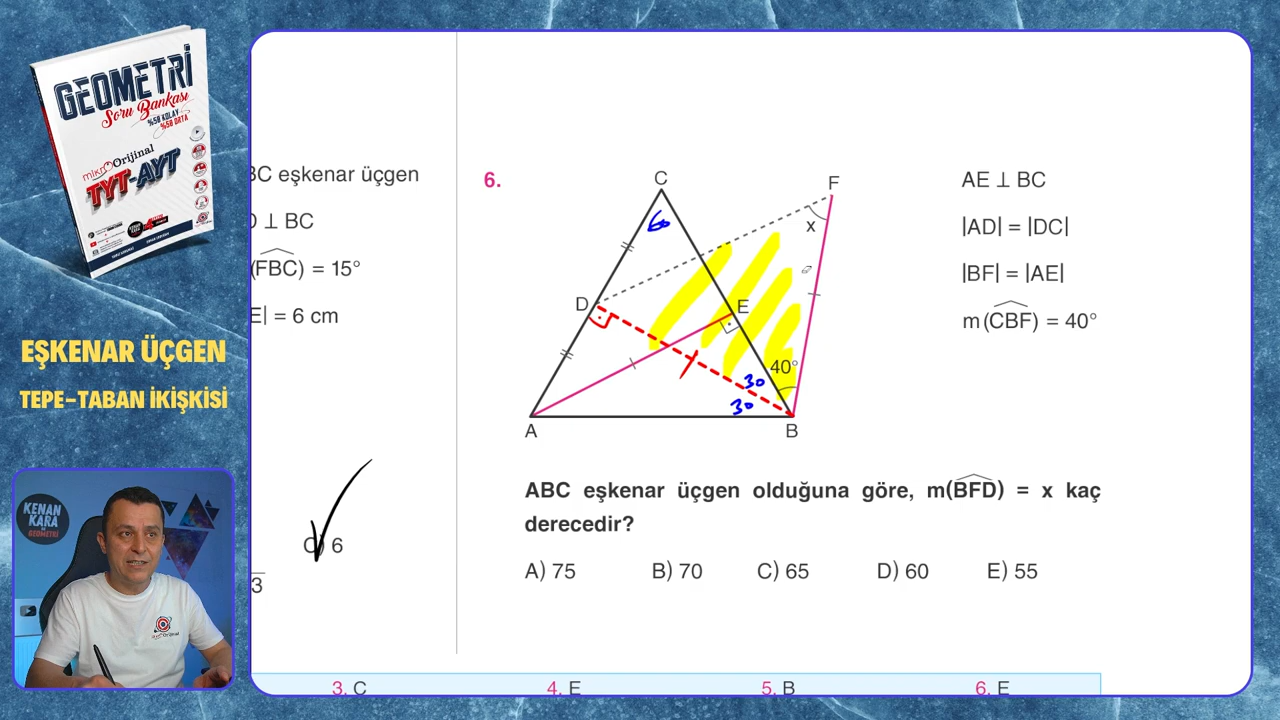 GEOMETRİ
Soru Bankası
%50 KOLAY
%50 ORTA
mikro Orijinal
TYT-AYT
EŞKENAR ÜÇGEN
TEPE-TABAN İKİŞKİSİ
KENAN
KARA
ile
GEOMETRİ
BC eşkenar üçgen
D ⊥ BC
(FBC) = 15°
E| = 6 cm
C) 6
3
6.
C
F
60
x
D
E
40°
30
30
A
B
AE ⊥ BC
|AD| = |DC|
|BF| = |AE|
m(CBF) = 40°
ABC eşkenar üçgen olduğuna göre, m(BFD) = x kaç
derecedir?
A) 75 B) 70 C) 65 D) 60 E) 55
3. C 4. E 5. B 6. E